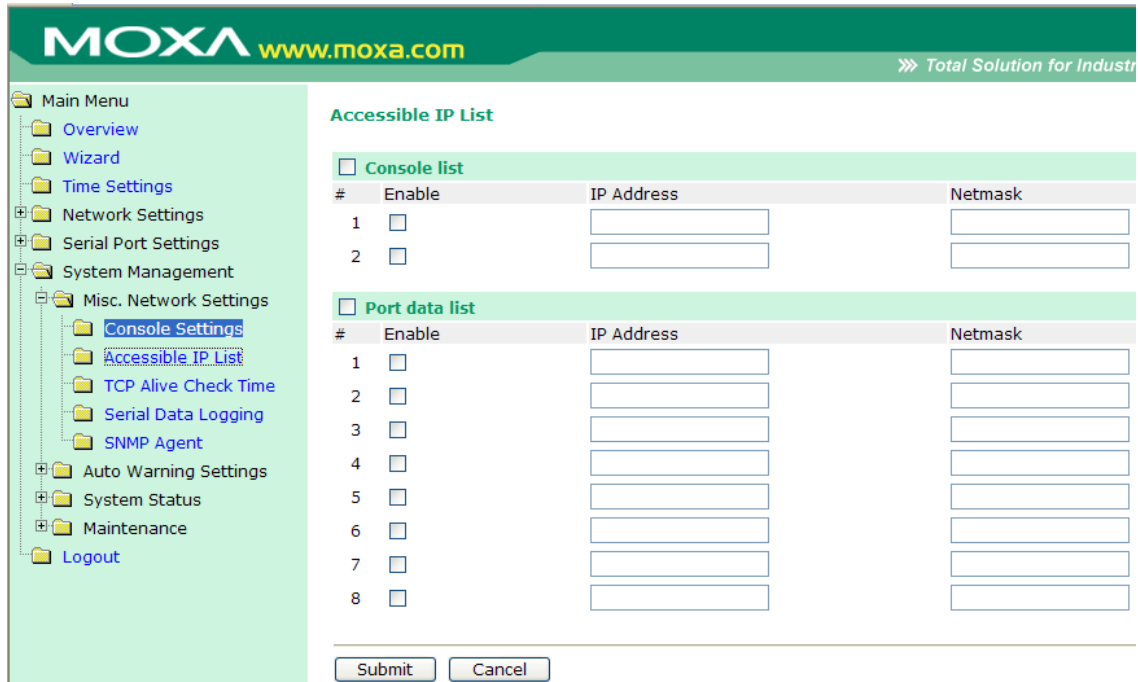 MOXA www.moxa.com
Total Solution for Industr
Main Menu
Overview
Wizard
Time Settings
Network Settings
Serial Port Settings
System Management
Misc. Network Settings
Console Settings
Accessible IP List
TCP Alive Check Time
Serial Data Logging
SNMP Agent
Auto Warning Settings
System Status
Maintenance
Logout
Accessible IP List
Console list
# Enable IP Address Netmask
1
2
Port data list
# Enable IP Address Netmask
1
2
3
4
5
6
7
8
Submit Cancel